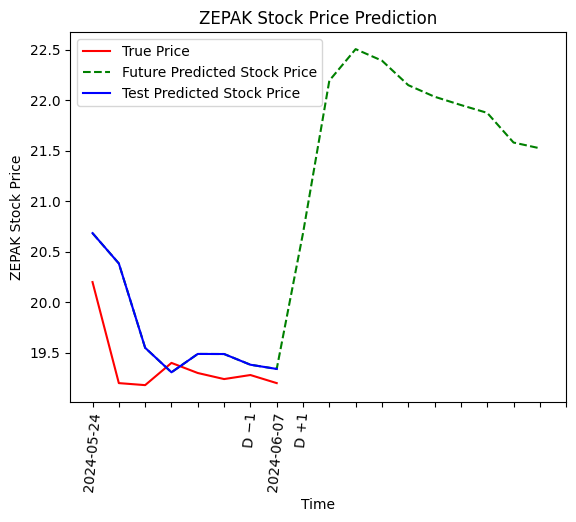 ZEPAK Stock Price Prediction
True Price
Future Predicted Stock Price
Test Predicted Stock Price
22.5
22.0
21.5
21.0
20.5
20.0
19.5
ZEPAK Stock Price
2024-05-24
D −1
2024-06-07
D +1
Time